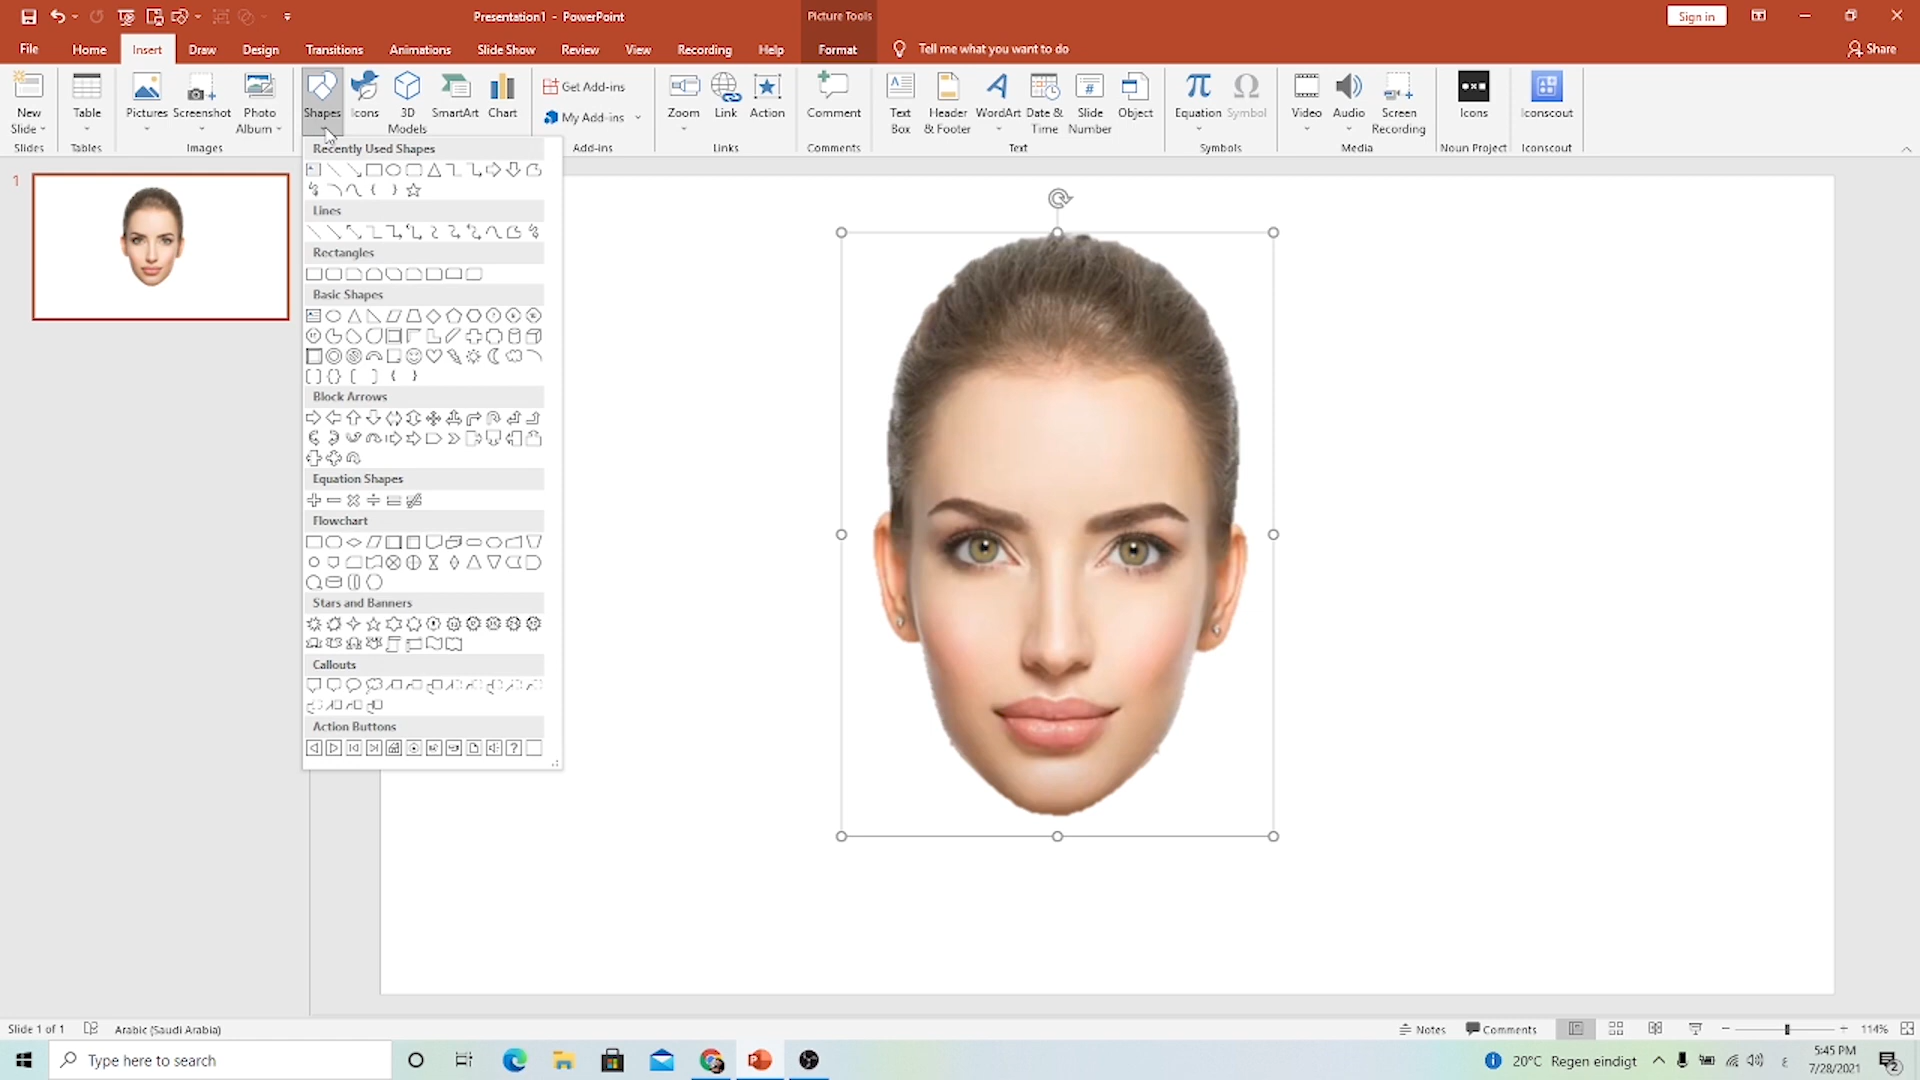 Presentation1 - PowerPoint
Picture Tools
Sign in
File
Home
Insert
Draw
Design
Transitions
Animations
Slide Show
Review
View
Recording
Help
Format
Tell me what you want to do
Share
New
Slide
Table
Pictures
Screenshot
Photo
Album
Shapes
Icons
3D
Models
SmartArt
Chart
Get Add-ins
My Add-ins
Zoom
Link
Action
Comment
Text
Box
Header
& Footer
WordArt
Date &
Time
Slide
Number
Object
Equation
Symbol
Video
Audio
Screen
Recording
Icons
Iconscout
Slides
Tables
Images
Add-ins
Links
Comments
Text
Symbols
Media
Noun Project
Iconscout
Recently Used Shapes
Lines
Rectangles
Basic Shapes
Block Arrows
Equation Shapes
Flowchart
Stars and Banners
Callouts
Action Buttons
1
Slide 1 of 1
Arabic (Saudi Arabia)
Notes
Comments
114%
Type here to search
20°C Regen eindigt
ع
5:45 PM
7/28/2021
2